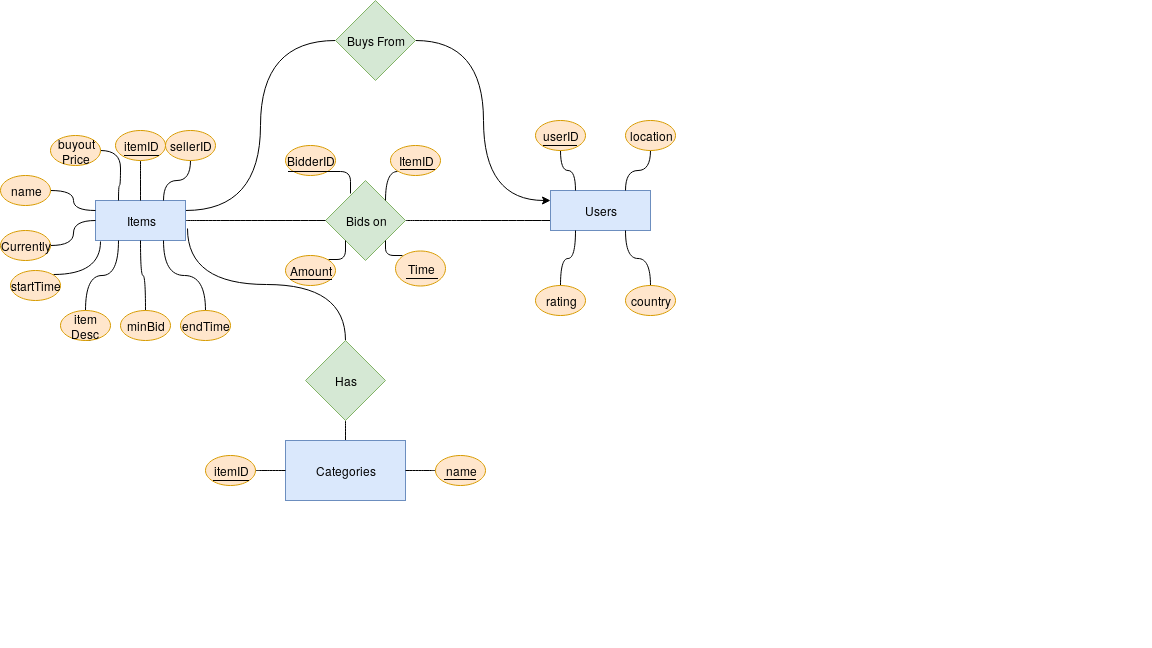 Buys From
buyout
Price
itemID
sellerID
userID
location
BidderID
ItemID
name
Items
Bids on
Users
Currently
startTime
Amount
Time
item
Desc
minBid
endTime
rating
country
Has
itemID
Categories
name